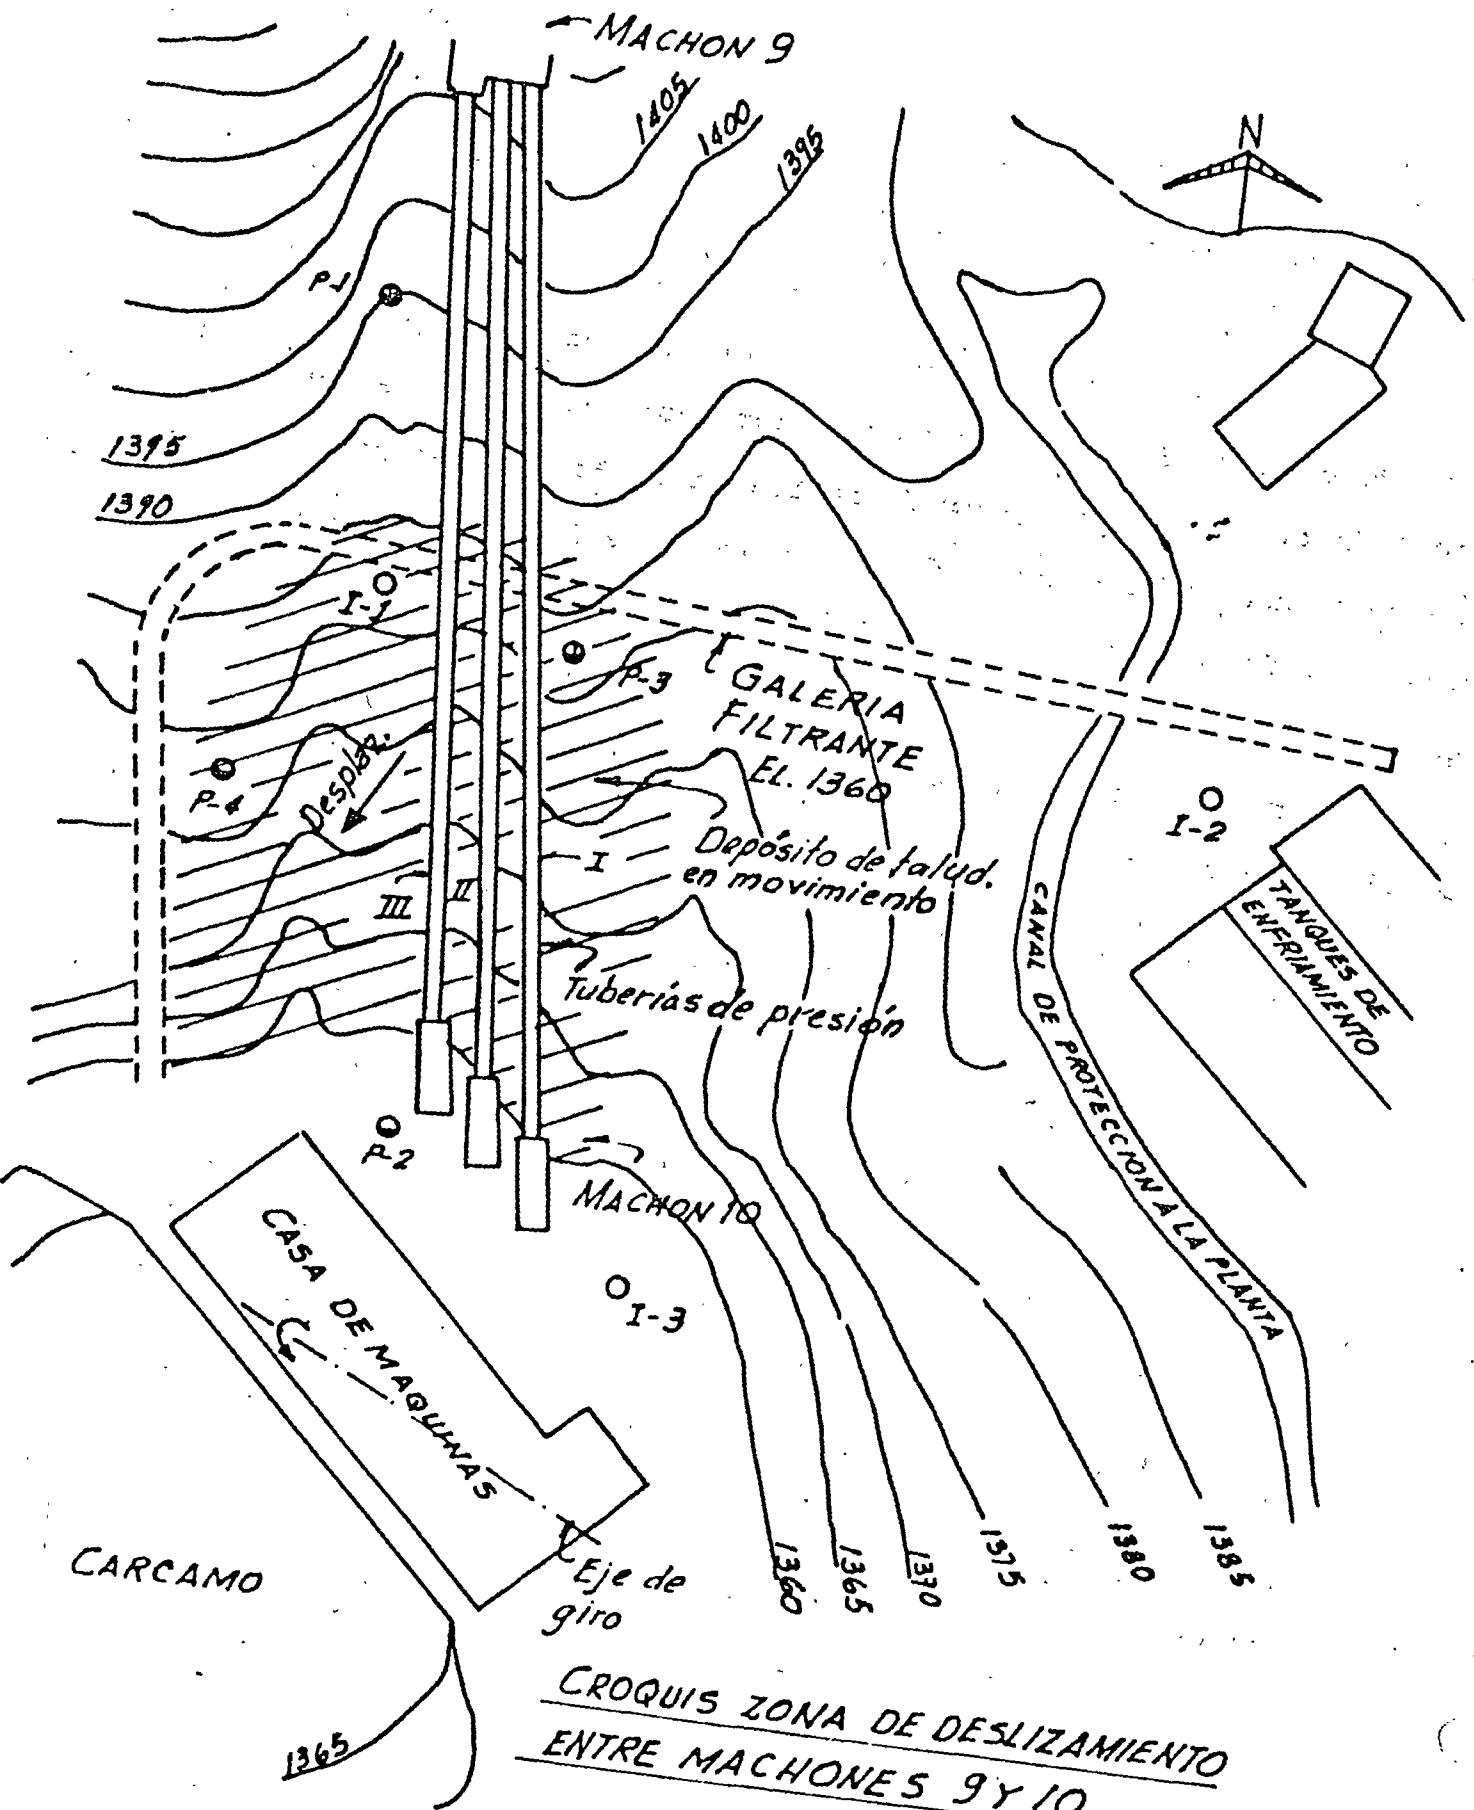 MACHON 9
1405
1400
1395
N
P-1
1395
1390
I-1
P-3
GALERIA
FILTRANTE
EL. 1360
P-4
Desplaz.
I-2
Depósito de talud.
en movimiento
I
II
III
TANQUES DE
ENFRIAMIENTO
Tuberías de presión
CANAL DE PROTECCION A LA PLANTA
P-2
MACHON 10
I-3
CASA DE MAQUINAS
CARCAMO
Eje de
giro
1360
1365
1370
1375
1380
1385
1365
CROQUIS ZONA DE DESLIZAMIENTO
ENTRE MACHONES 9 Y 10